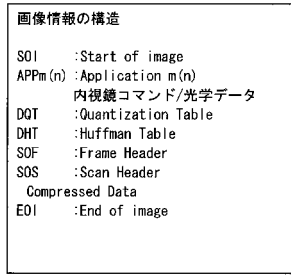 画像情報の構造
SOI :Start of image
APPm(n) :Application m(n)
内視鏡コマンド/光学データ
DQT :Quantization Table
DHT :Huffman Table
SOF :Frame Header
SOS :Scan Header
Compressed Data
EOI :End of image